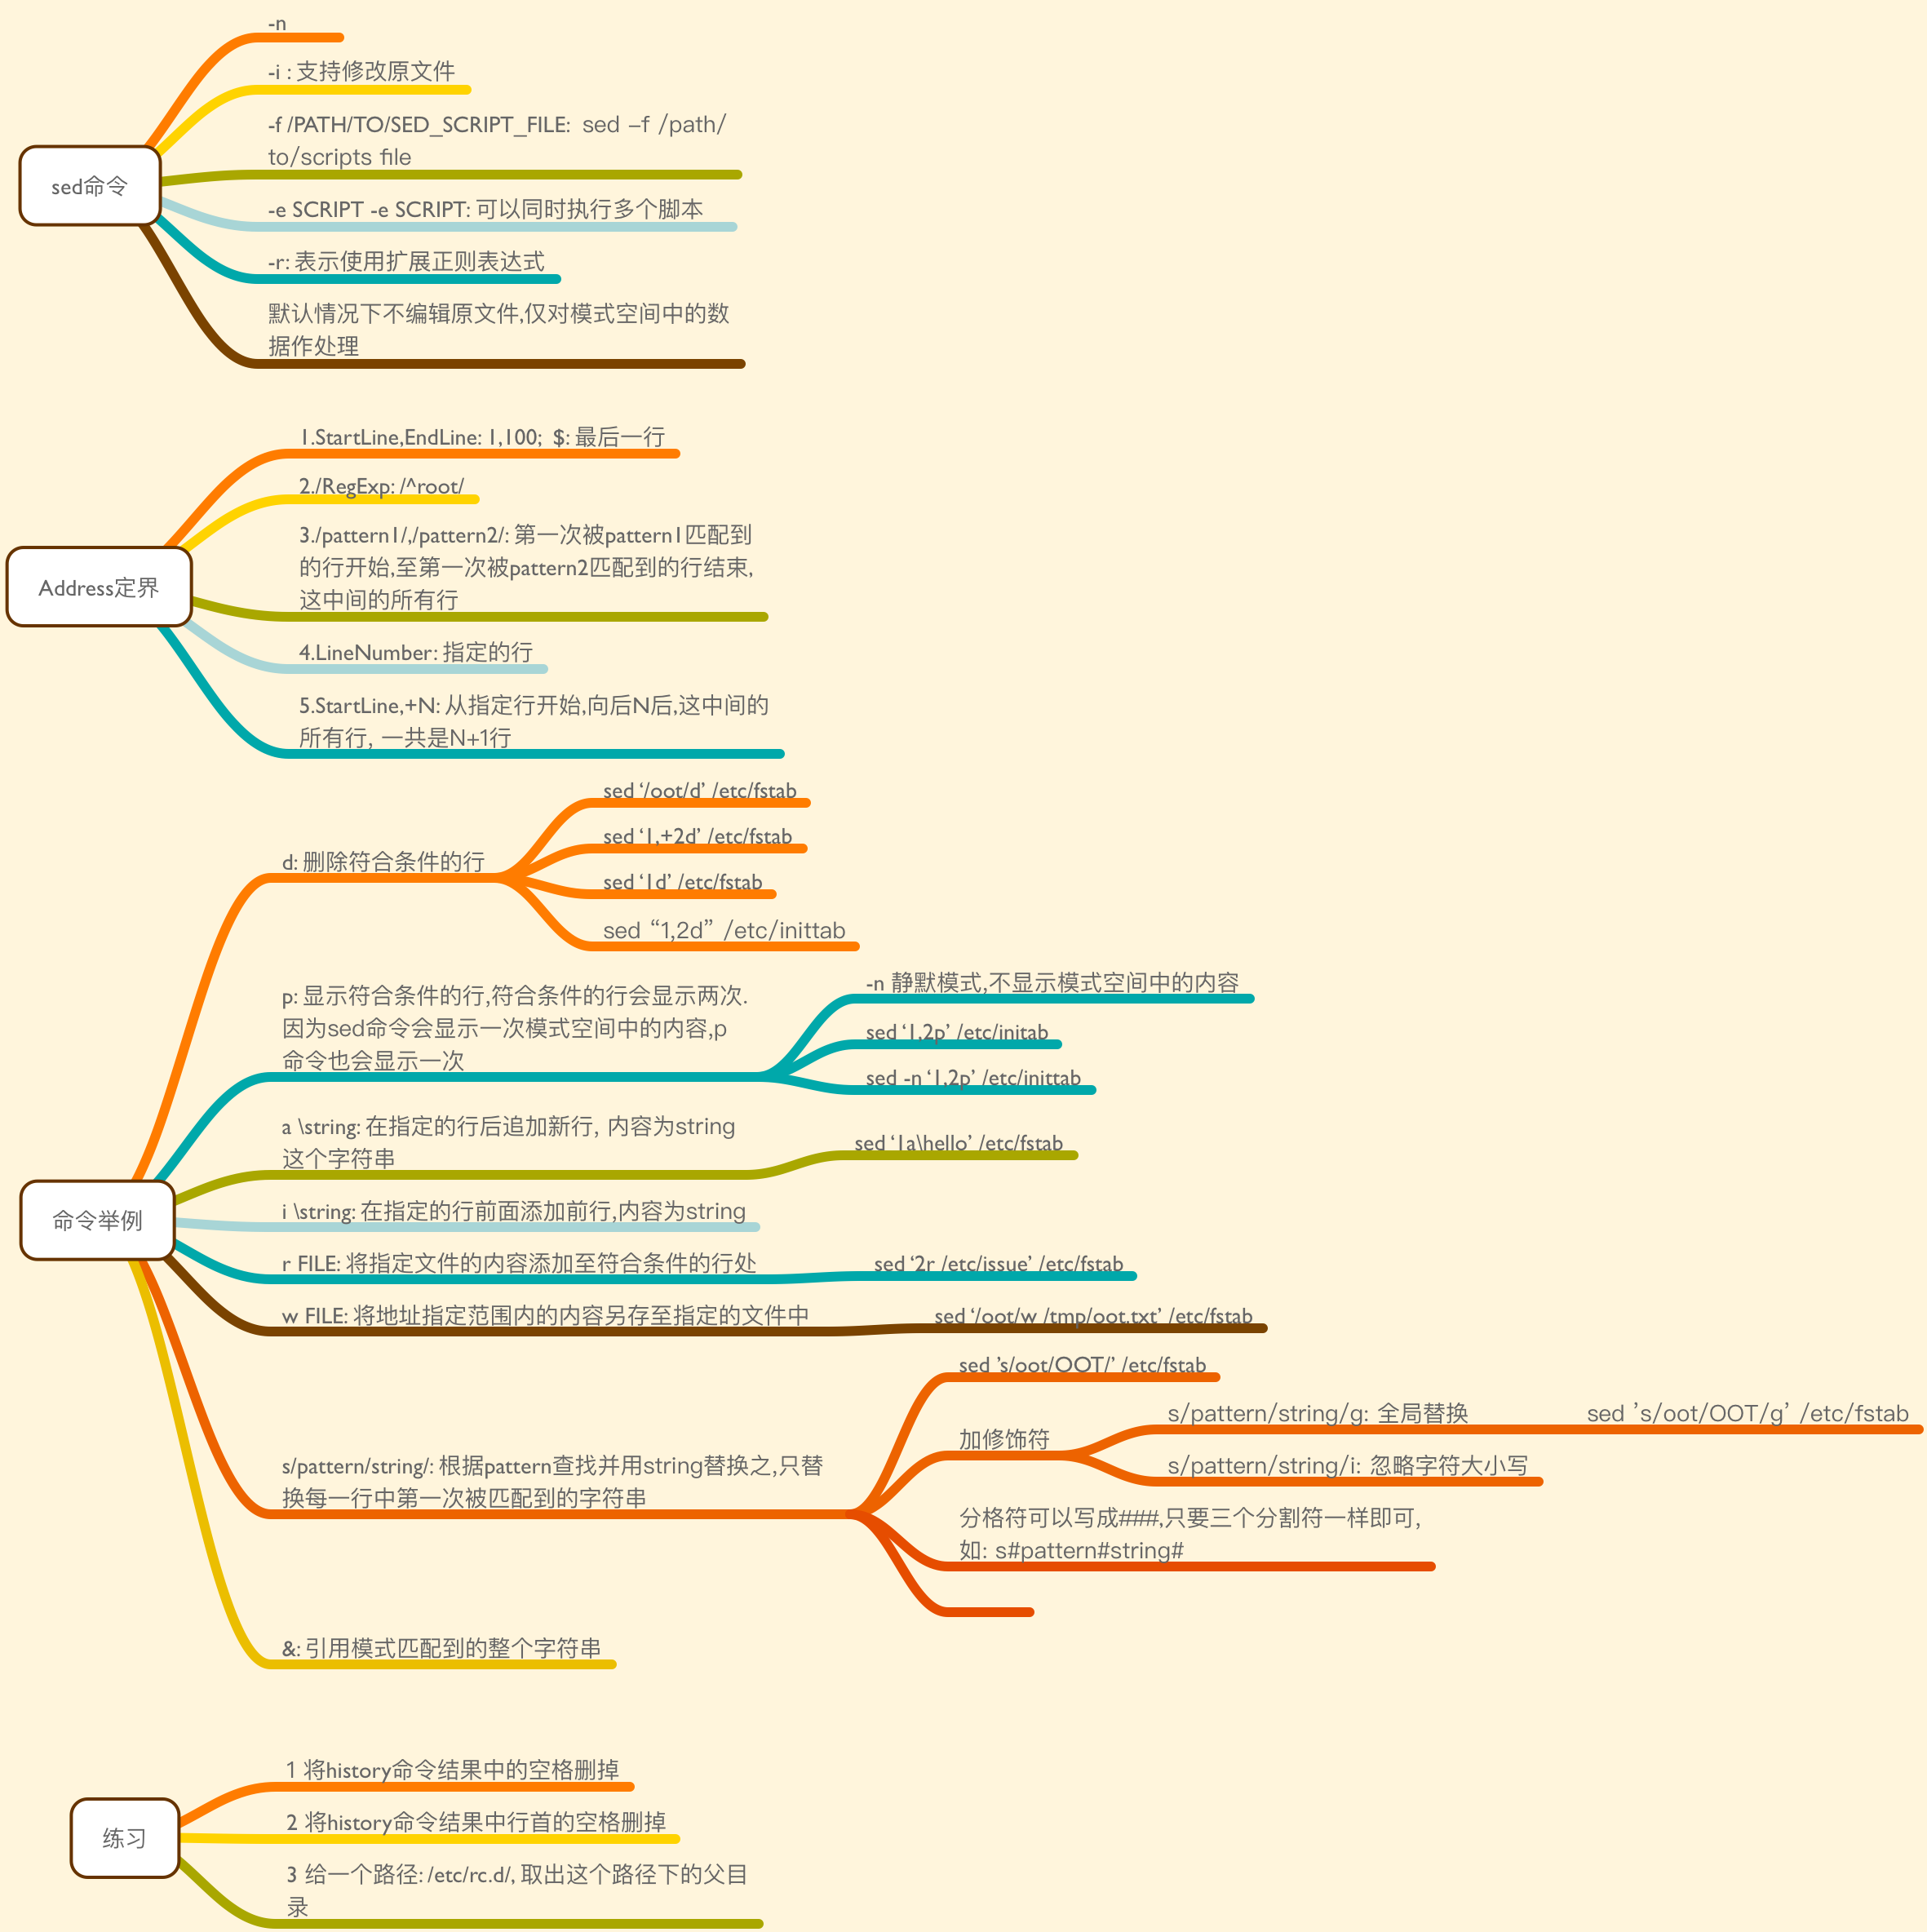 -n
-i : 支持修改原文件
-f /PATH/TO/SED_SCRIPT_FILE:  sed –f /path/
to/scripts file
sed命令
-e SCRIPT -e SCRIPT: 可以同时执行多个脚本
-r: 表示使用扩展正则表达式
默认情况下不编辑原文件,仅对模式空间中的数
据作处理
1.StartLine,EndLine: 1,100;  $: 最后一行
2./RegExp: /^root/
3./pattern1/,/pattern2/: 第一次被pattern1匹配到
的行开始,至第一次被pattern2匹配到的行结束,
这中间的所有行
Address定界
4.LineNumber: 指定的行
5.StartLine,+N: 从指定行开始,向后N后,这中间的
所有行, 一共是N+1行
d: 删除符合条件的行
sed ‘/oot/d’ /etc/fstab
sed ‘1,+2d’ /etc/fstab
sed ‘1d’ /etc/fstab
sed “1,2d” /etc/inittab
p: 显示符合条件的行,符合条件的行会显示两次.
因为sed命令会显示一次模式空间中的内容,p
命令也会显示一次
-n 静默模式,不显示模式空间中的内容
sed ‘1,2p’ /etc/initab
sed -n ‘1,2p’ /etc/inittab
a \string: 在指定的行后追加新行, 内容为string
这个字符串
sed ‘1a\hello’ /etc/fstab
命令举例
i \string: 在指定的行前面添加前行,内容为string
r FILE: 将指定文件的内容添加至符合条件的行处
sed ‘2r /etc/issue’ /etc/fstab
w FILE: 将地址指定范围内的内容另存至指定的文件中
sed ‘/oot/w /tmp/oot.txt’ /etc/fstab
s/pattern/string/: 根据pattern查找并用string替换之,只替
换每一行中第一次被匹配到的字符串
sed ’s/oot/OOT/’ /etc/fstab
加修饰符
s/pattern/string/g: 全局替换
sed ’s/oot/OOT/g’ /etc/fstab
s/pattern/string/i: 忽略字符大小写
分格符可以写成###,只要三个分割符一样即可,
如: s#pattern#string#
&: 引用模式匹配到的整个字符串
1 将history命令结果中的空格删掉
2 将history命令结果中行首的空格删掉
练习
3 给一个路径: /etc/rc.d/, 取出这个路径下的父目
录